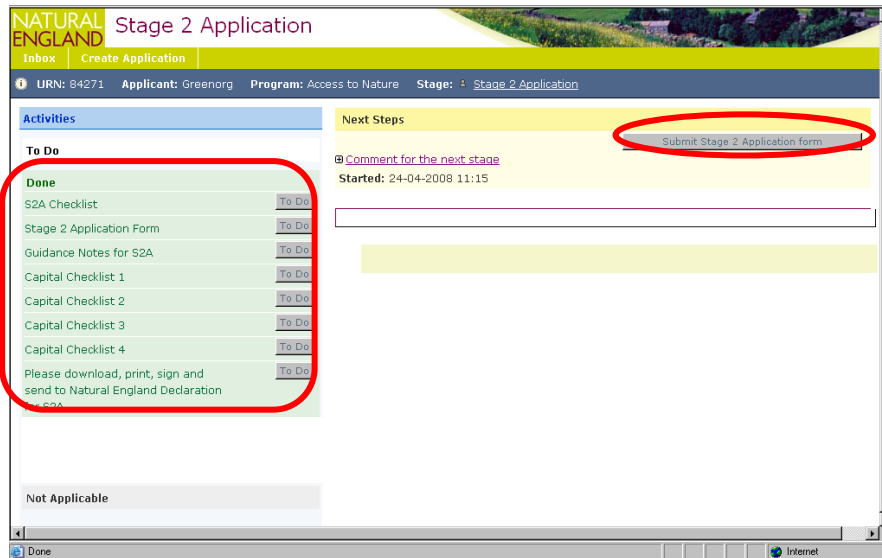 NATURAL
ENGLAND
Stage 2 Application
Inbox
Create Application
URN: 84271 Applicant: Greenorg Program: Access to Nature Stage: Stage 2 Application
Activities
To Do
Done
S2A Checklist To Do
Stage 2 Application Form To Do
Guidance Notes for S2A To Do
Capital Checklist 1 To Do
Capital Checklist 2 To Do
Capital Checklist 3 To Do
Capital Checklist 4 To Do
Please download, print, sign and To Do
send to Natural England Declaration
for S2A
Not Applicable
Next Steps
Submit Stage 2 Application form
Comment for the next stage
Started: 24-04-2008 11:15
Done
Internet